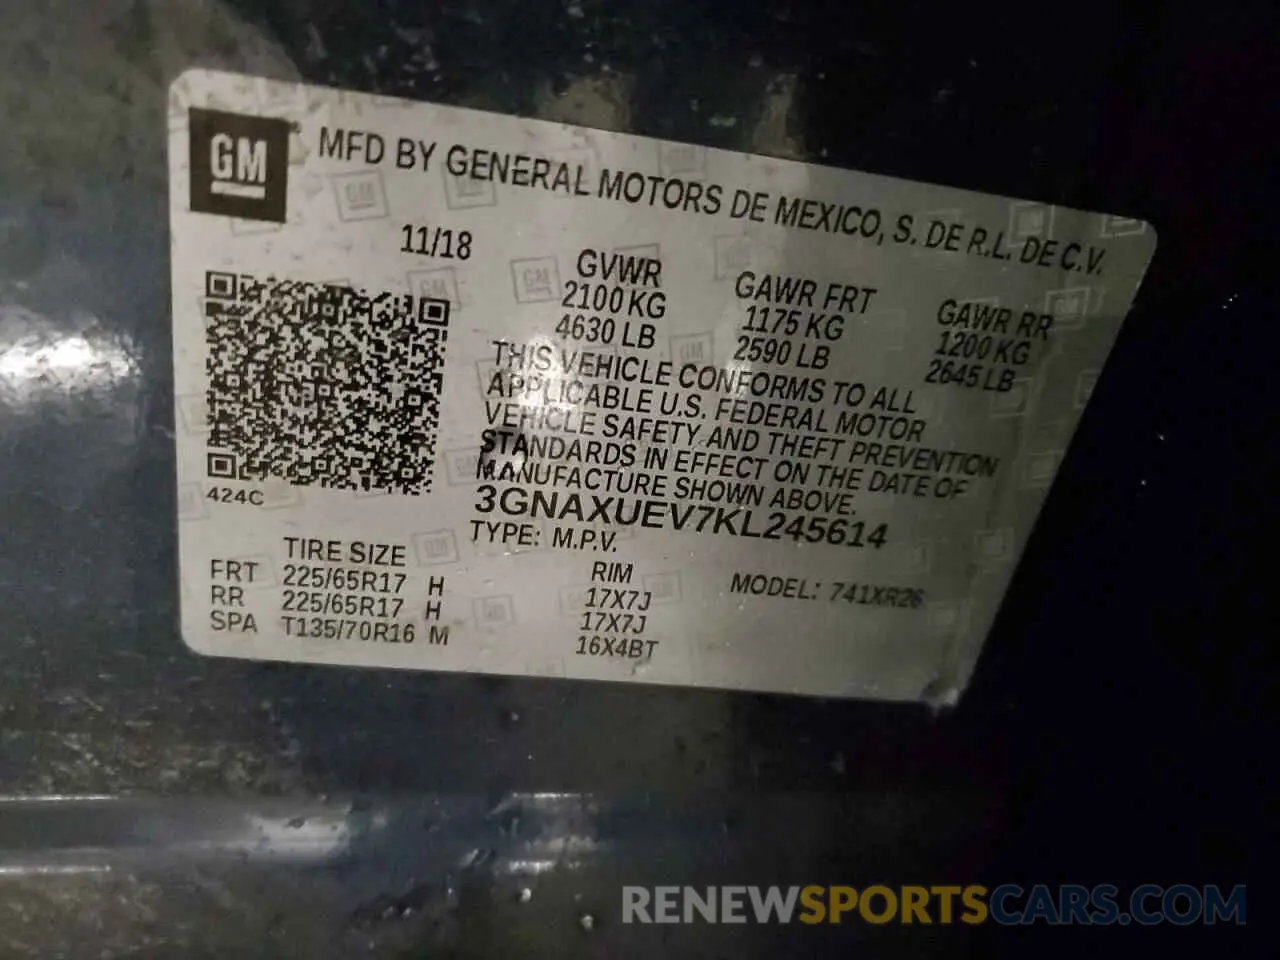 GM
MFD BY GENERAL MOTORS DE MEXICO, S. DE R.L. DE C.V.
11/18
GVWR
2100 KG
4630 LB
GAWR FRT
1175 KG
2590 LB
GAWR RR
1200 KG
2645 LB
THIS VEHICLE CONFORMS TO ALL
APPLICABLE U.S. FEDERAL MOTOR
VEHICLE SAFETY AND THEFT PREVENTION
STANDARDS IN EFFECT ON THE DATE OF
MANUFACTURE SHOWN ABOVE.
3GNAXUEV7KL245614
424C
TYPE: M.P.V.
MODEL: 741XR26
TIRE SIZE RIM
FRT 225/65R17 H 17X7J
RR 225/65R17 H 17X7J
SPA T135/70R16 M 16X4BT
RENEWSPORTSCARS.COM